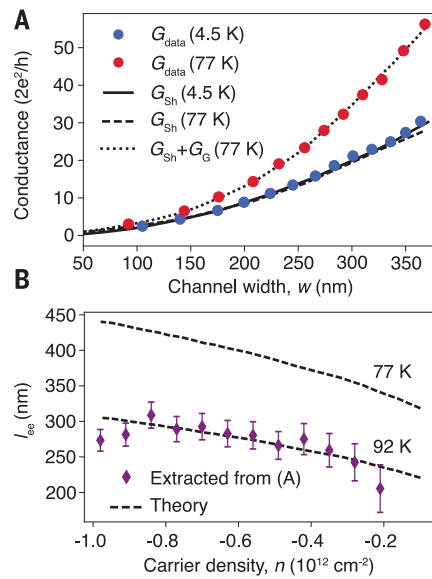 A
Conductance (2e²/h)
50
40
30
20
10
0
G_data (4.5 K)
G_data (77 K)
G_Sh (4.5 K)
G_Sh (77 K)
G_Sh+G_G (77 K)
50 100 150 200 250 300 350
Channel width, w (nm)
B
l_ee (nm)
450
400
350
300
250
200
77 K
92 K
Extracted from (A)
Theory
-1.0 -0.8 -0.6 -0.4 -0.2
Carrier density, n (10¹² cm⁻²)